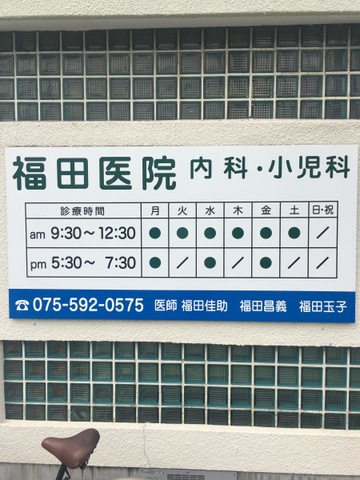 福田医院 内科・小児科
診療時間 月 火 水 木 金 土 日・祝
am 9:30～12:30 ● ● ● ● ● ● ／
pm 5:30～ 7:30 ● ／ ● ／ ● ／ ／
☎ 075-592-0575 医師 福田佳助 福田昌義 福田玉子